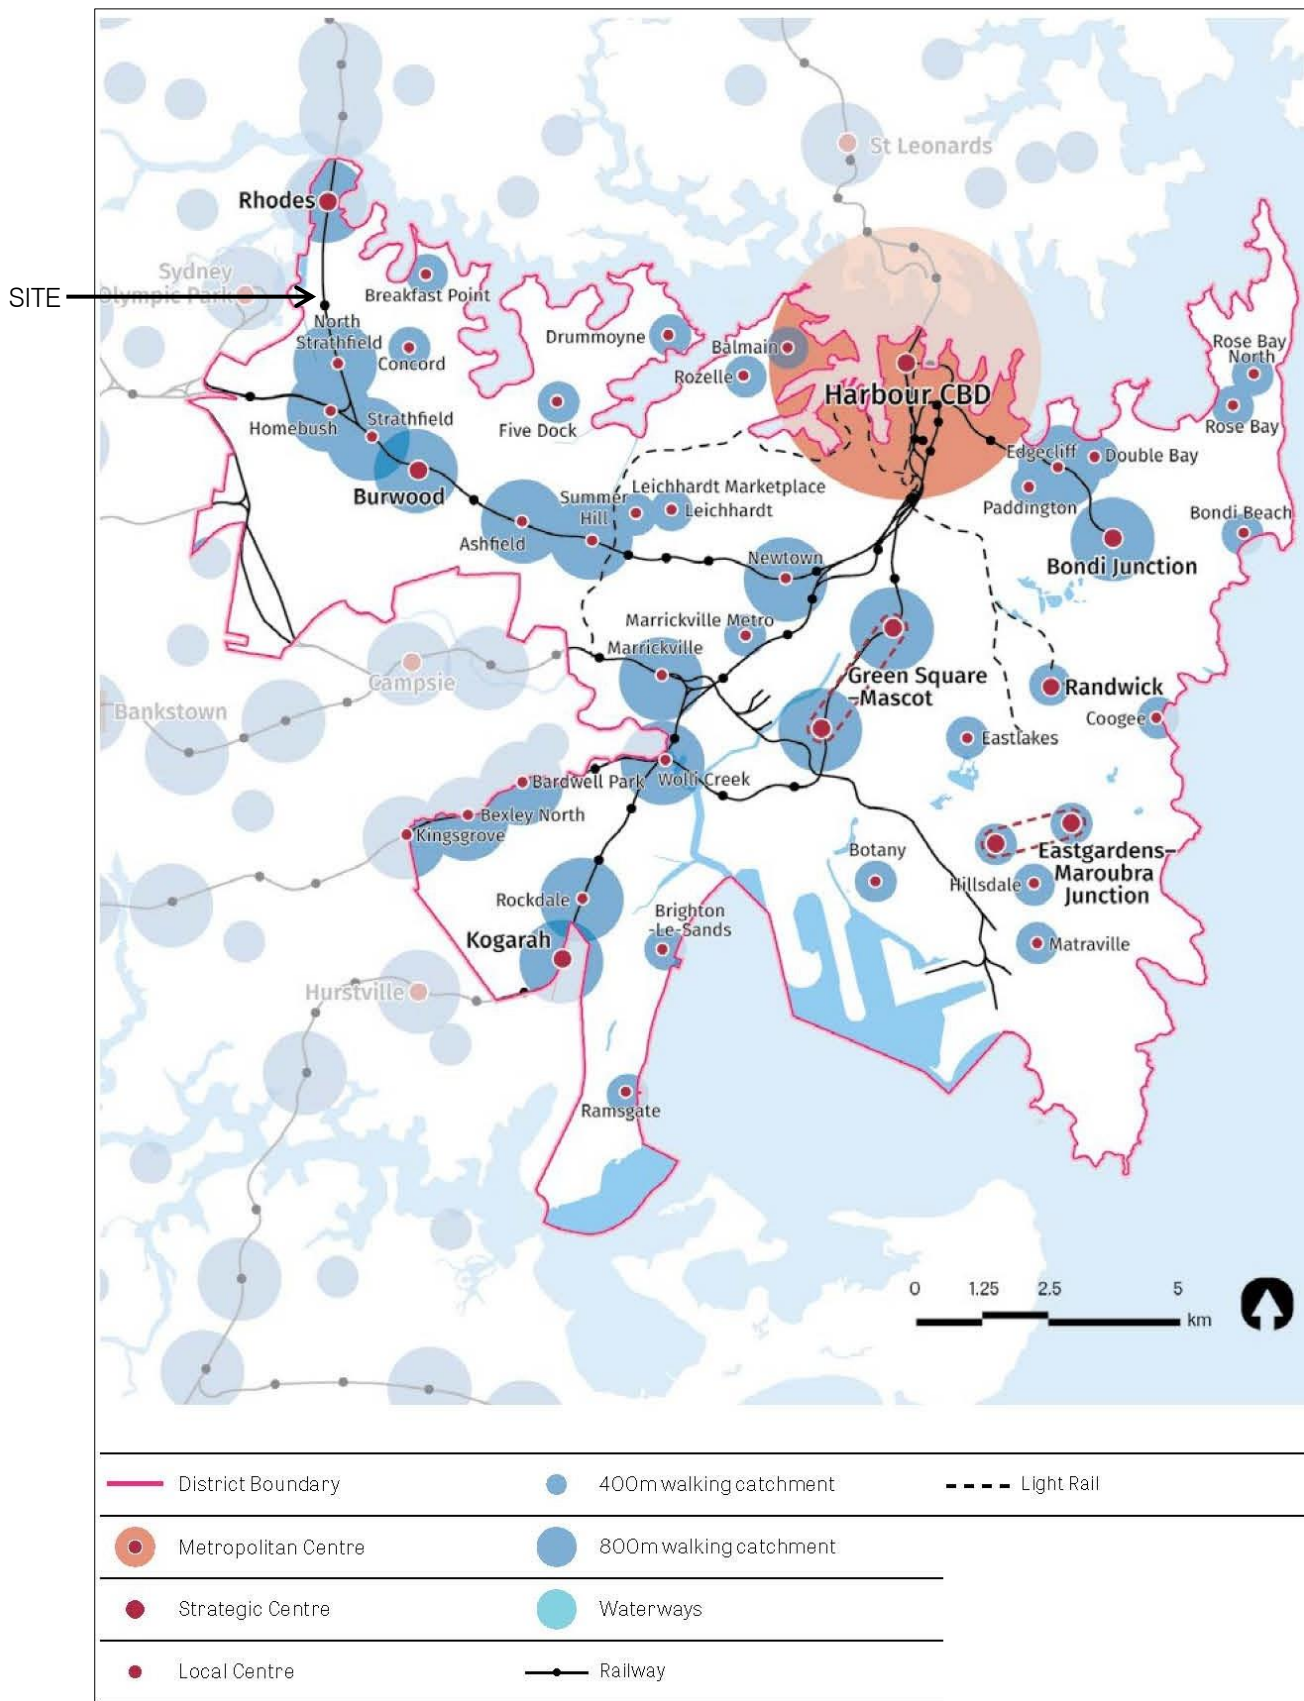 St Leonards
Rhodes
Sydney
Olympic Park
SITE
Breakfast Point
North
Strathfield
Concord
Drummoyne
Balmain
Rozelle
Harbour CBD
Rose Bay
North
Rose Bay
Homebush
Strathfield
Five Dock
Burwood
Edgecliff
Double Bay
Paddington
Bondi Beach
Bondi Junction
Leichhardt Marketplace
Summer
Hill
Leichhardt
Ashfield
Newtown
Marrickville Metro
Marrickville
Green Square
–Mascot
Randwick
Coogee
Campsie
Bankstown
Eastlakes
Bardwell Park
Wolli Creek
Bexley North
Kingsgrove
Botany
Eastgardens–
Maroubra
Junction
Hillsdale
Rockdale
Brighton
-Le-Sands
Kogarah
Matraville
Hurstville
Ramsgate
0 1.25 2.5 5
km
District Boundary
400m walking catchment
Light Rail
Metropolitan Centre
800m walking catchment
Strategic Centre
Waterways
Local Centre
Railway